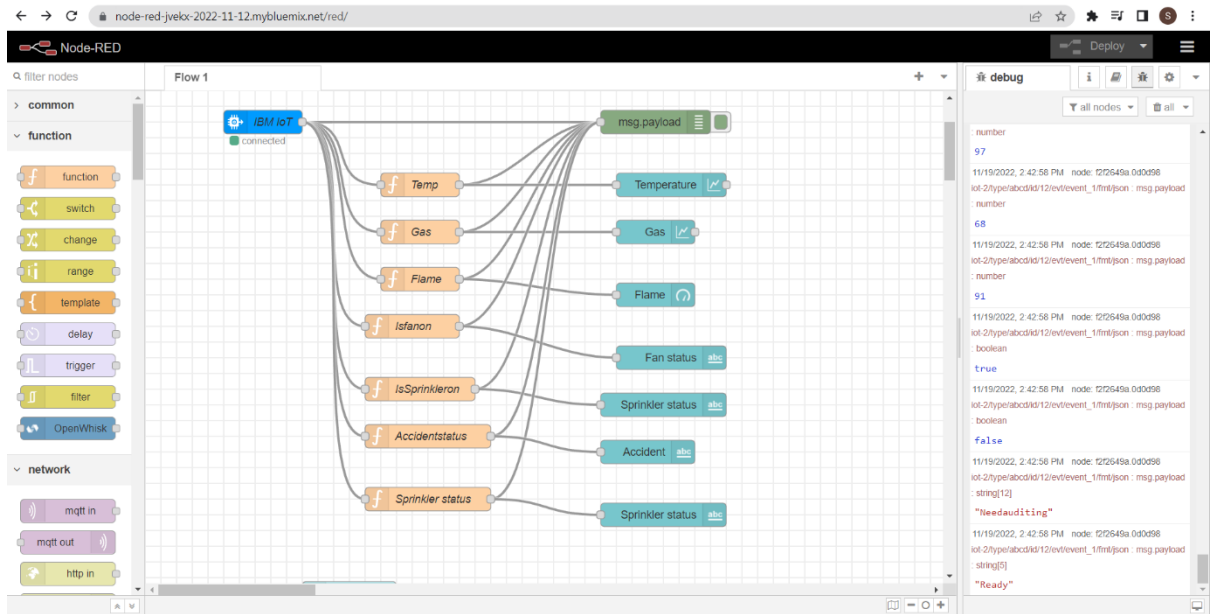 node-red-jvekx-2022-11-12.mybluemix.net/red/
S
Node-RED
Deploy
filter nodes
Flow 1
debug
i
all nodes
all
common
function
function
switch
change
range
template
delay
trigger
filter
OpenWhisk
network
mqtt in
mqtt out
http in
IBM IoT
connected
Temp
Gas
Flame
Isfanon
IsSprinkleron
Accidentstatus
Sprinkler status
msg.payload
Temperature
Gas
Flame
Fan status abc
Sprinkler status abc
Accident abc
Sprinkler status abc
number
97
11/19/2022, 2:42:58 PM node: f2f2649a.0d0d98
iot-2/type/abcd/id/12/evt/event_1/fmt/json : msg.payload
: number
68
11/19/2022, 2:42:58 PM node: f2f2649a.0d0d98
iot-2/type/abcd/id/12/evt/event_1/fmt/json : msg.payload
: number
91
11/19/2022, 2:42:58 PM node: f2f2649a.0d0d98
iot-2/type/abcd/id/12/evt/event_1/fmt/json : msg.payload
: boolean
true
11/19/2022, 2:42:58 PM node: f2f2649a.0d0d98
iot-2/type/abcd/id/12/evt/event_1/fmt/json : msg.payload
: boolean
false
11/19/2022, 2:42:58 PM node: f2f2649a.0d0d98
iot-2/type/abcd/id/12/evt/event_1/fmt/json : msg.payload
: string[12]
"Needauditing"
11/19/2022, 2:42:58 PM node: f2f2649a.0d0d98
iot-2/type/abcd/id/12/evt/event_1/fmt/json : msg.payload
: string[5]
"Ready"